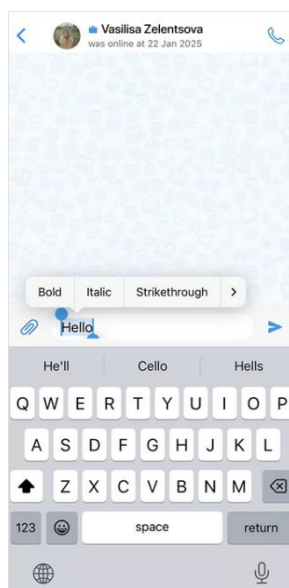 Vasilisa Zelentsova
was online at 22 Jan 2025
Bold Italic Strikethrough >
Hello
He'll Cello Hells
Q W E R T Y U I O P
A S D F G H J K L
Z X C V B N M
123 space return